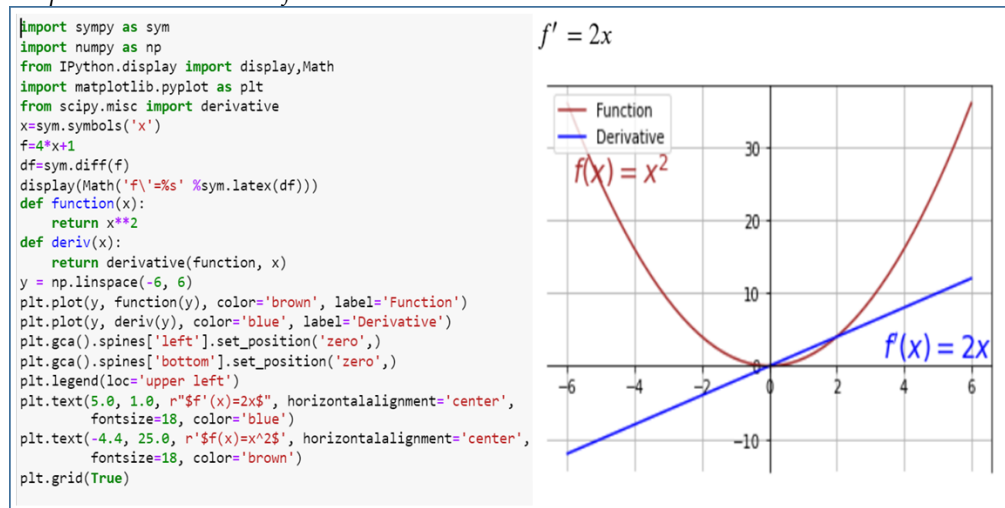 import sympy as sym
import numpy as np
from IPython.display import display,Math
import matplotlib.pyplot as plt
from scipy.misc import derivative
x=sym.symbols('x')
f=4*x+1
df=sym.diff(f)
display(Math('f\'=%s' %sym.latex(df)))
def function(x):
    return x**2
def deriv(x):
    return derivative(function, x)
y = np.linspace(-6, 6)
plt.plot(y, function(y), color='brown', label='Function')
plt.plot(y, deriv(y), color='blue', label='Derivative')
plt.gca().spines['left'].set_position('zero',)
plt.gca().spines['bottom'].set_position('zero',)
plt.legend(loc='upper left')
plt.text(5.0, 1.0, r"$f'(x)=2x$", horizontalalignment='center',
        fontsize=18, color='blue')
plt.text(-4.4, 25.0, r'$f(x)=x^2$', horizontalalignment='center',
        fontsize=18, color='brown')
plt.grid(True)
f′ = 2x
Function
Derivative
f(x) = x²
30
20
10
f′(x) = 2x
0
−6 −4 −2 0 2 4 6
−10